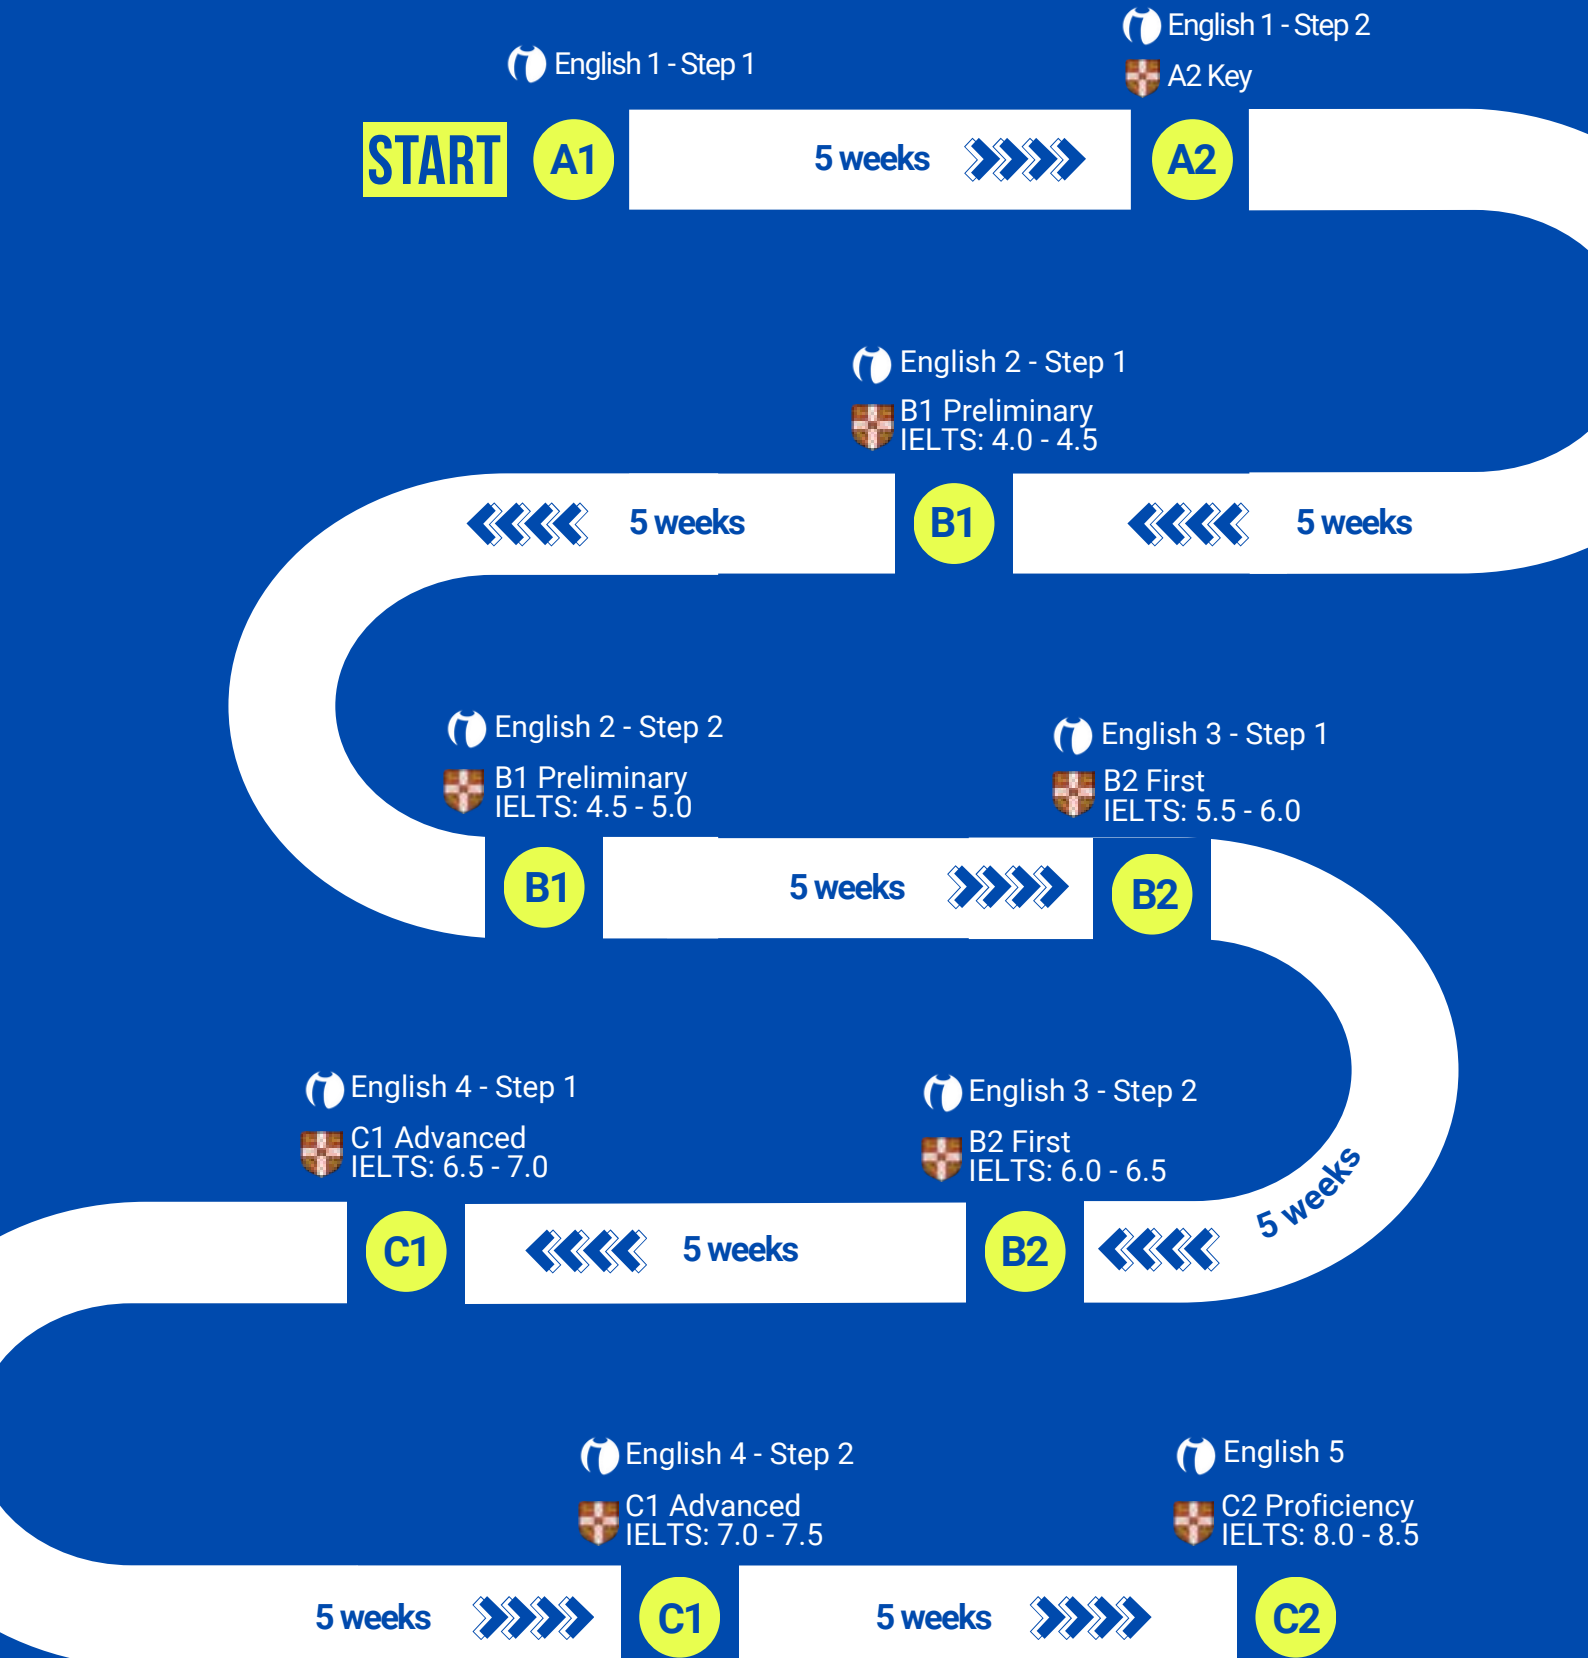 English 1 - Step 1
English 1 - Step 2
A2 Key
START
A1
5 weeks
A2
English 2 - Step 1
B1 Preliminary
IELTS: 4.0 - 4.5
5 weeks
B1
5 weeks
English 2 - Step 2
B1 Preliminary
IELTS: 4.5 - 5.0
English 3 - Step 1
B2 First
IELTS: 5.5 - 6.0
B1
5 weeks
B2
English 4 - Step 1
C1 Advanced
IELTS: 6.5 - 7.0
English 3 - Step 2
B2 First
IELTS: 6.0 - 6.5
C1
5 weeks
B2
5 weeks
English 4 - Step 2
C1 Advanced
IELTS: 7.0 - 7.5
English 5
C2 Proficiency
IELTS: 8.0 - 8.5
5 weeks
C1
5 weeks
C2